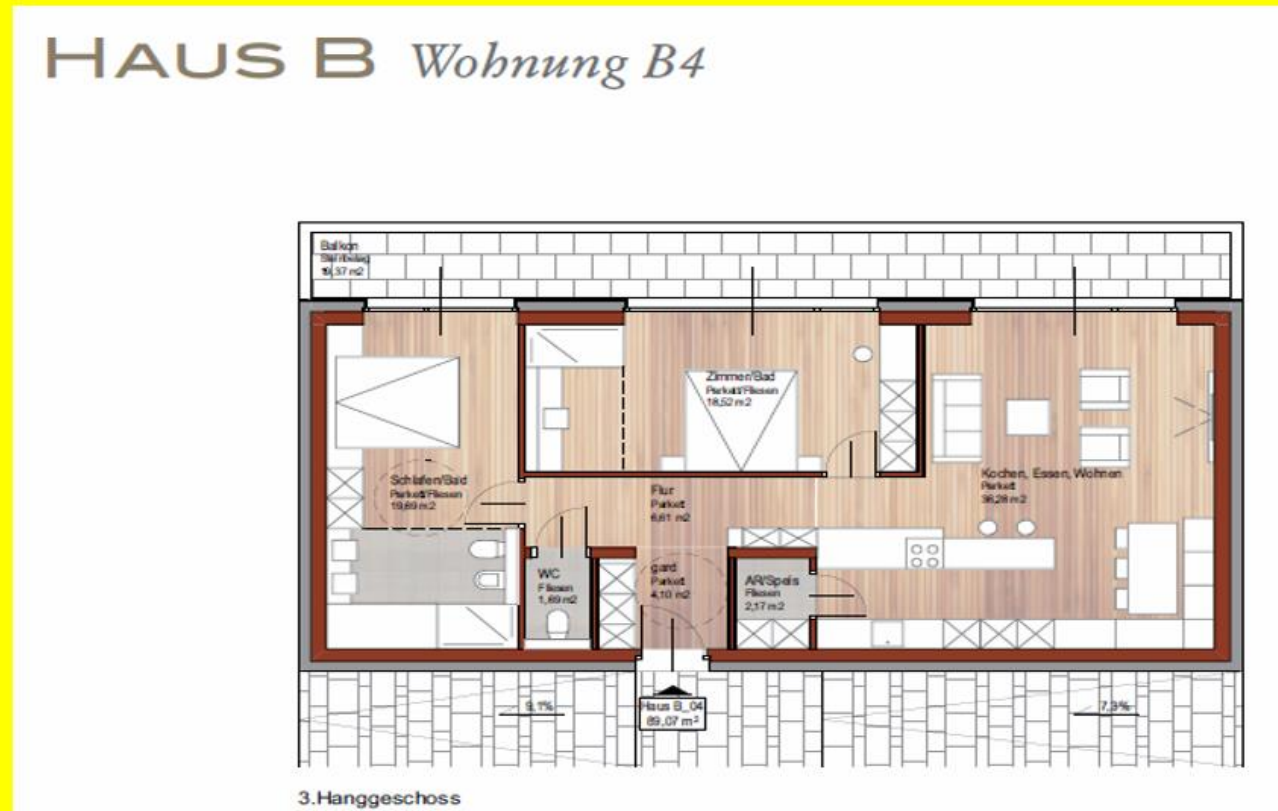 HAUS B Wohnung B4
Balkon
Steinbelag
19,37 m2
Zimmer/Bad
Parkett/Fliesen
18,52 m2
Schlafen/Bad
Parkett/Fliesen
19,69 m2
Kochen, Essen, Wohnen
Parkett
36,28 m2
Flur
Parkett
6,61 m2
WC
Fliesen
1,69 m2
gard
Parkett
4,10 m2
AR/Speis
Fliesen
2,17 m2
9,1%
Haus B_04
89,07 m²
7,3%
3.Hanggeschoss